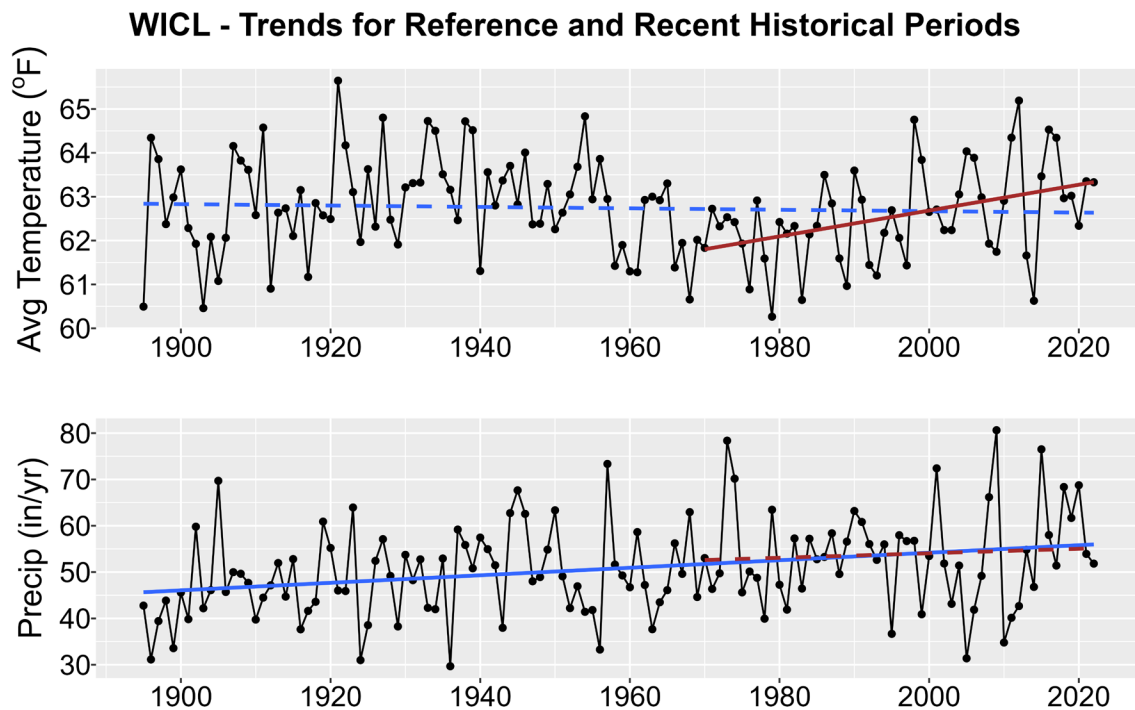 WICL - Trends for Reference and Recent Historical Periods
Avg Temperature (°F)
65
64
63
62
61
60
1900 1920 1940 1960 1980 2000 2020
Precip (in/yr)
80
70
60
50
40
30
1900 1920 1940 1960 1980 2000 2020